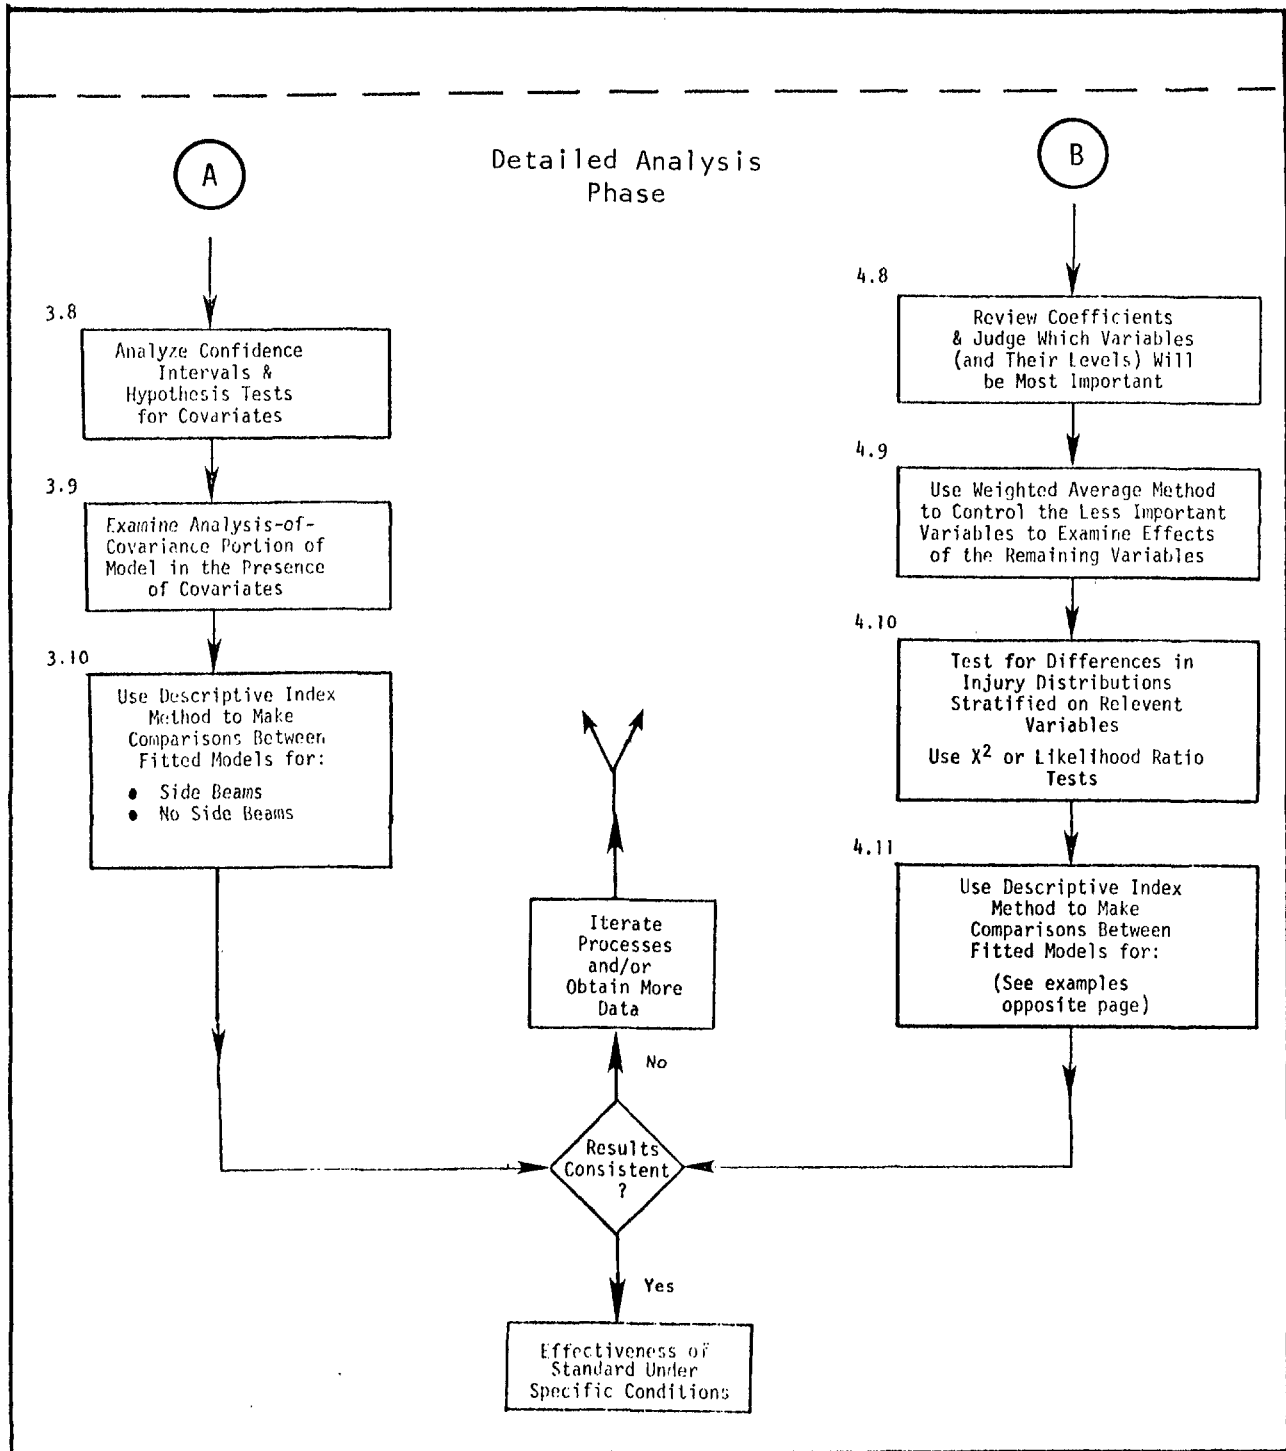 Detailed Analysis
Phase
A
3.8
Analyze Confidence
Intervals &
Hypothesis Tests
for Covariates
3.9
Examine Analysis-of-
Covariance Portion of
Model in the Presence
of Covariates
3.10
Use Descriptive Index
Method to Make
Comparisons Between
Fitted Models for:
● Side Beams
● No Side Beams
B
4.8
Review Coefficients
& Judge Which Variables
(and Their Levels) Will
be Most Important
4.9
Use Weighted Average Method
to Control the Less Important
Variables to Examine Effects
of the Remaining Variables
4.10
Test for Differences in
Injury Distributions
Stratified on Relevent
Variables
Use X² or Likelihood Ratio
Tests
4.11
Use Descriptive Index
Method to Make
Comparisons Between
Fitted Models for:
(See examples
opposite page)
Iterate
Processes
and/or
Obtain More
Data
No
Results
Consistent
?
Yes
Effectiveness of
Standard Under
Specific Conditions